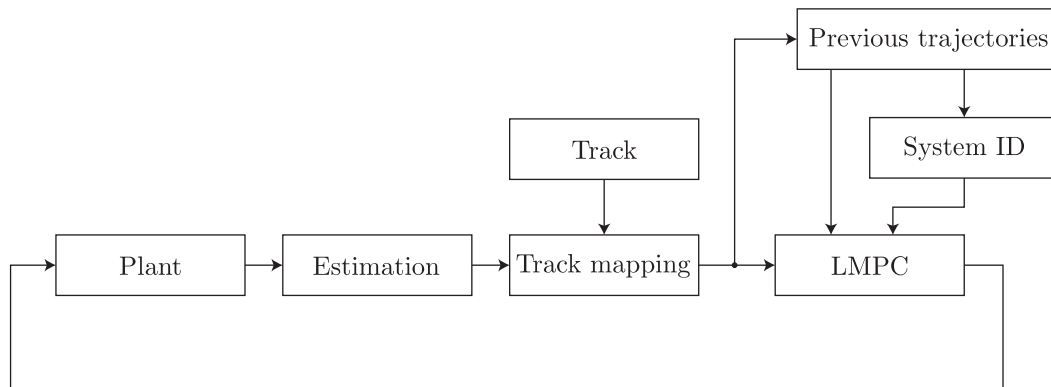 Previous trajectories
System ID
Track
Plant
Estimation
Track mapping
LMPC